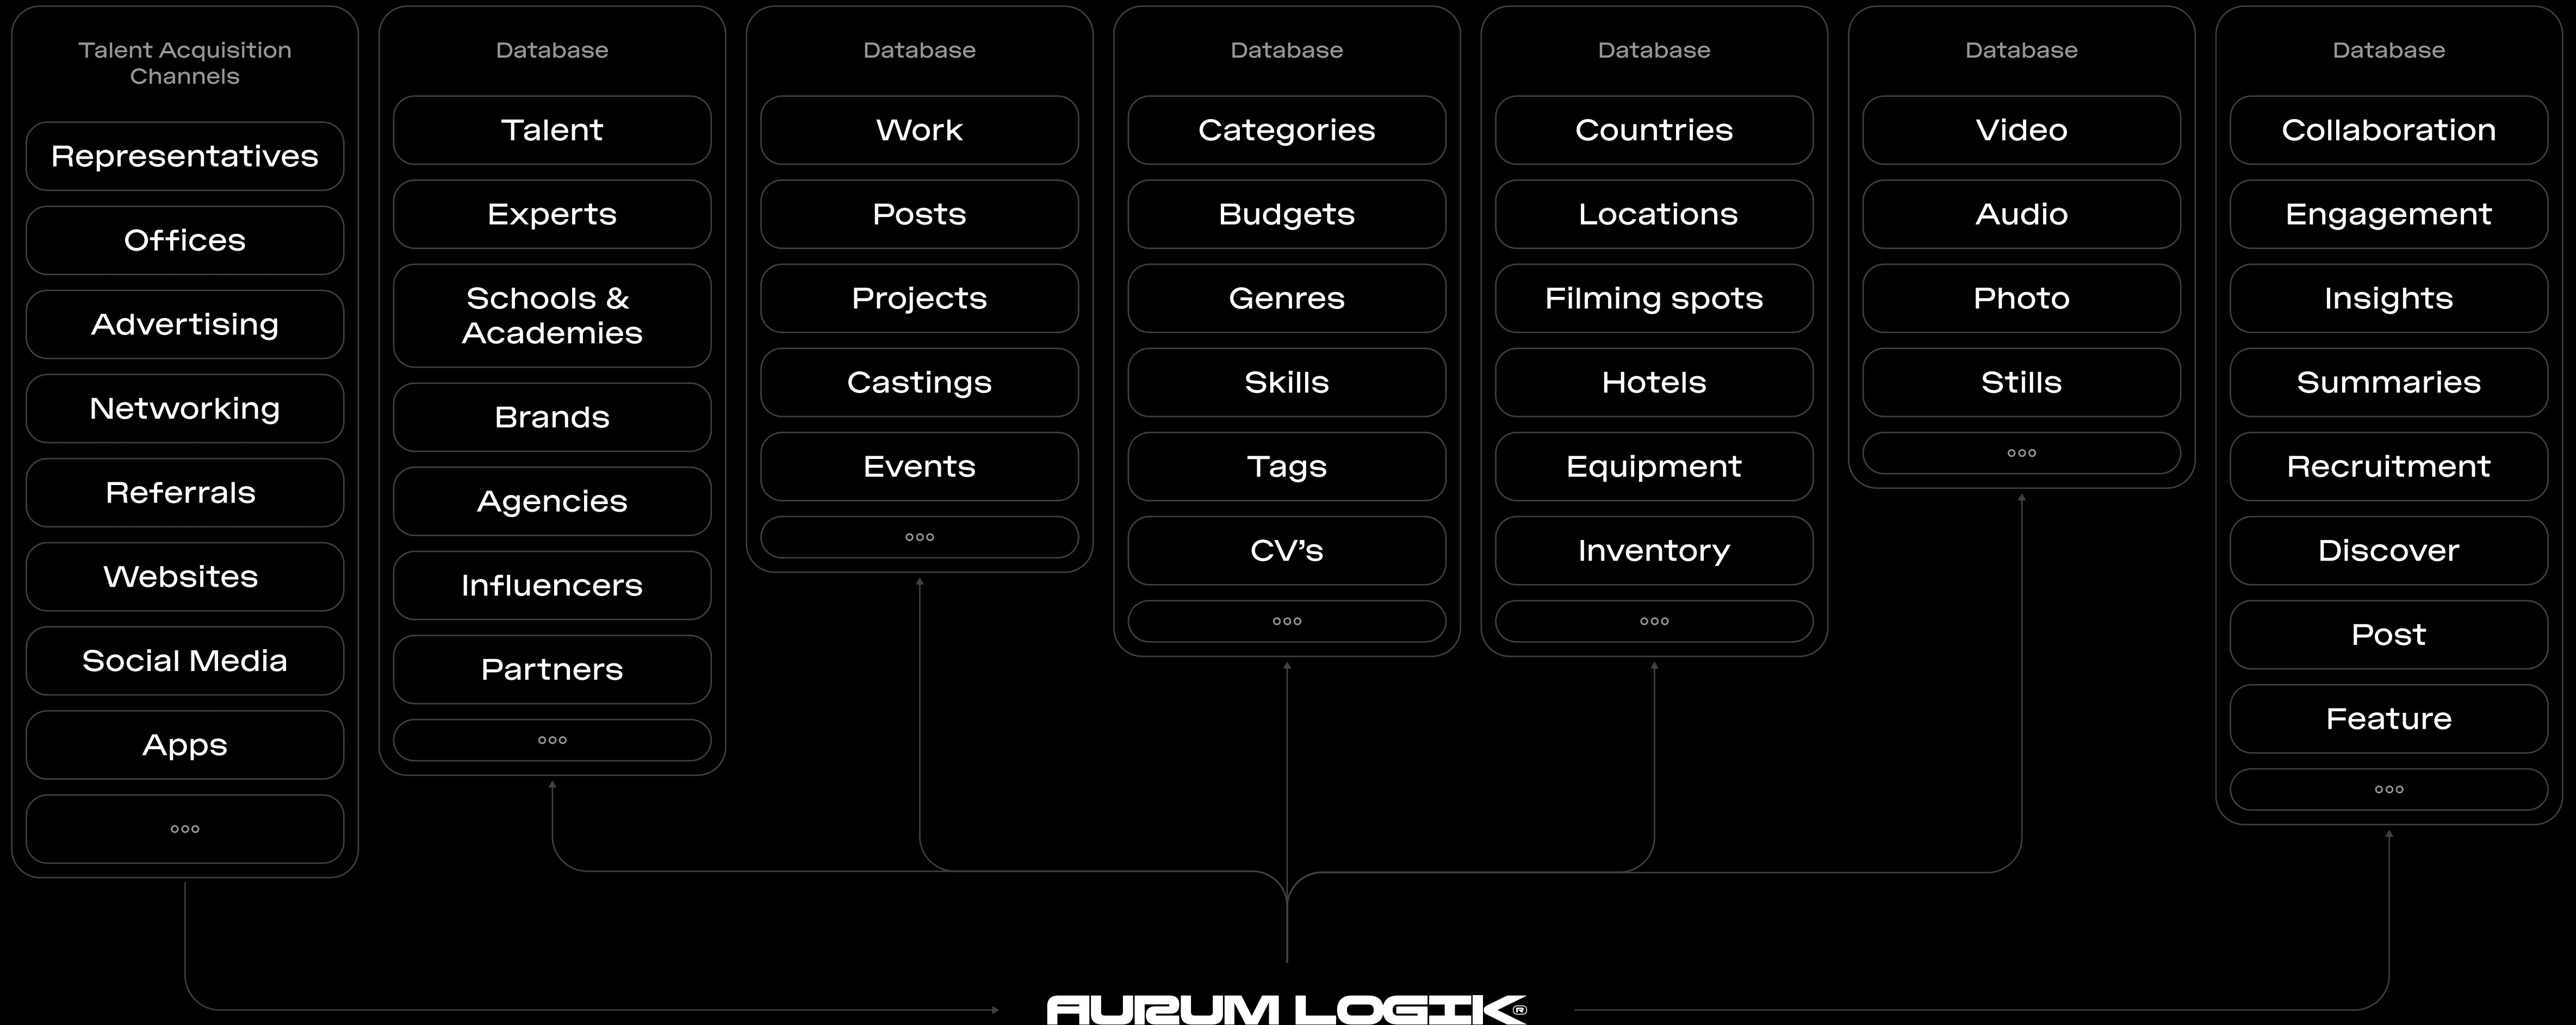 Talent Acquisition
Channels
Representatives
Offices
Advertising
Networking
Referrals
Websites
Social Media
Apps
Database
Talent
Experts
Schools &
Academies
Brands
Agencies
Influencers
Partners
Database
Work
Posts
Projects
Castings
Events
Database
Categories
Budgets
Genres
Skills
Tags
CV’s
Database
Countries
Locations
Filming spots
Hotels
Equipment
Inventory
Database
Video
Audio
Photo
Stills
Database
Collaboration
Engagement
Insights
Summaries
Recruitment
Discover
Post
Feature
AURUM LOGIK®